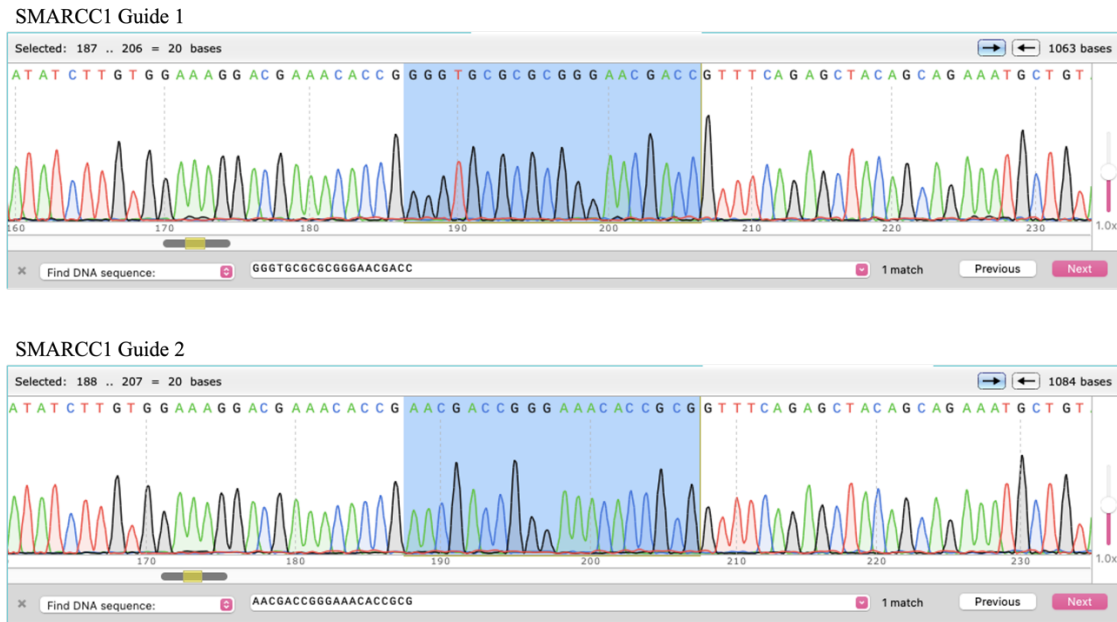 SMARCC1 Guide 1
Selected: 187 .. 206 = 20 bases
1063 bases
ATATCTTGTGGAAAGGACGAAACACCGGGGTGCGCGCGGGAACGACCGTTTCAGAGCTACAGCAGAAATGCTGT
160 170 180 190 200 210 220 230
1.0x
Find DNA sequence: GGGTGCGCGCGGGAACGACC 1 match Previous Next
SMARCC1 Guide 2
Selected: 188 .. 207 = 20 bases
1084 bases
ATATCTTGTGGAAAGGACGAAACACCGAACGACCGGGAAACACCGCGGTTTCAGAGCTACAGCAGAAATGCTGT
170 180 190 200 210 220 230
1.0x
Find DNA sequence: AACGACCGGGAAACACCGCG 1 match Previous Next